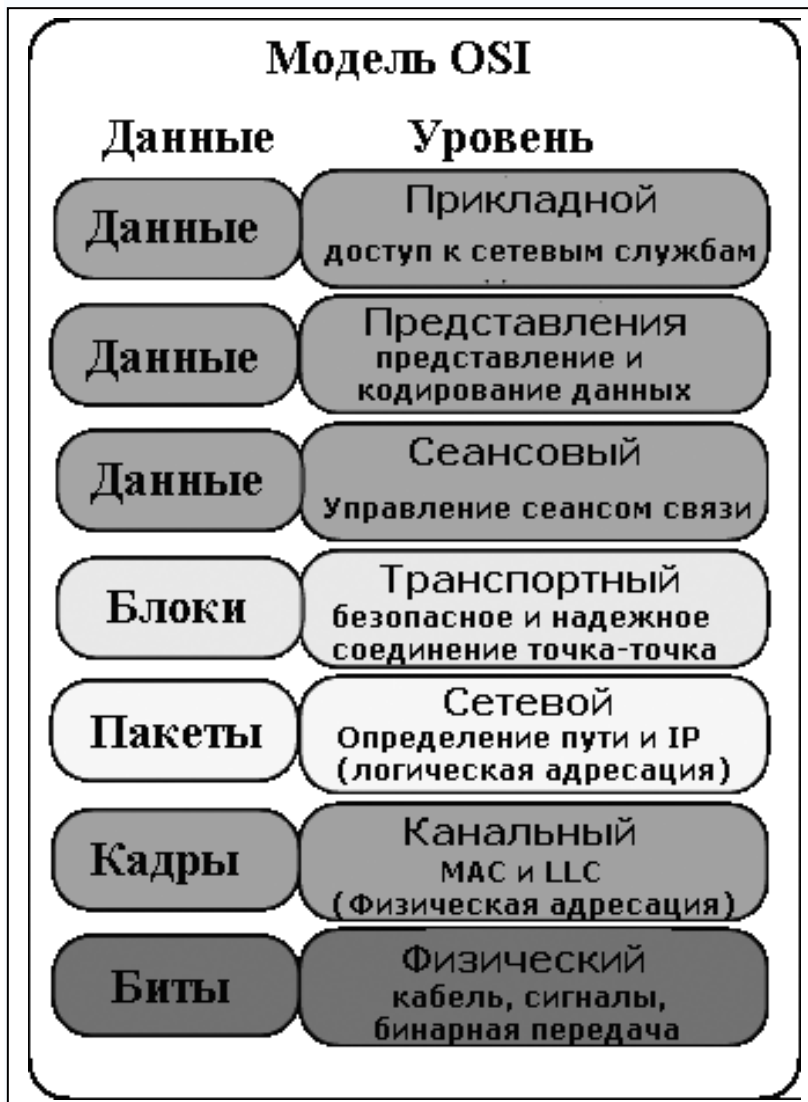 Модель OSI
Данные Уровень
Данные
Прикладной
доступ к сетевым службам
Данные
Представления
представление и
кодирование данных
Данные
Сеансовый
Управление сеансом связи
Блоки
Транспортный
безопасное и надежное
соединение точка-точка
Пакеты
Сетевой
Определение пути и IP
(логическая адресация)
Кадры
Канальный
MAC и LLC
(Физическая адресация)
Биты
Физический
кабель, сигналы,
бинарная передача